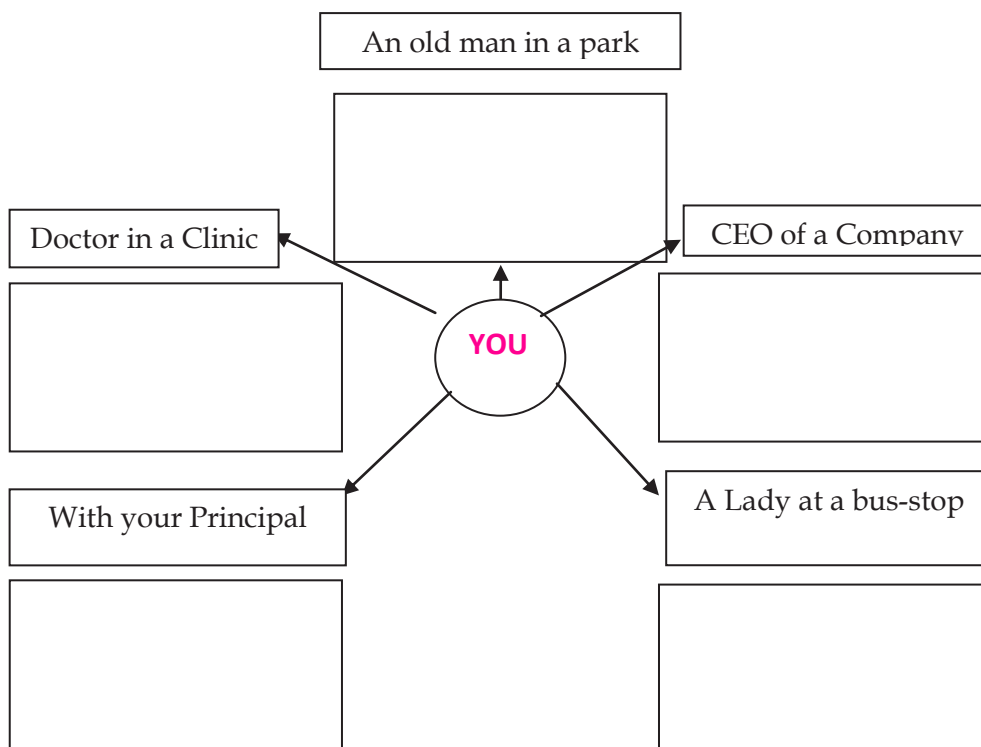 An old man in a park
Doctor in a Clinic
CEO of a Company
YOU
With your Principal
A Lady at a bus-stop